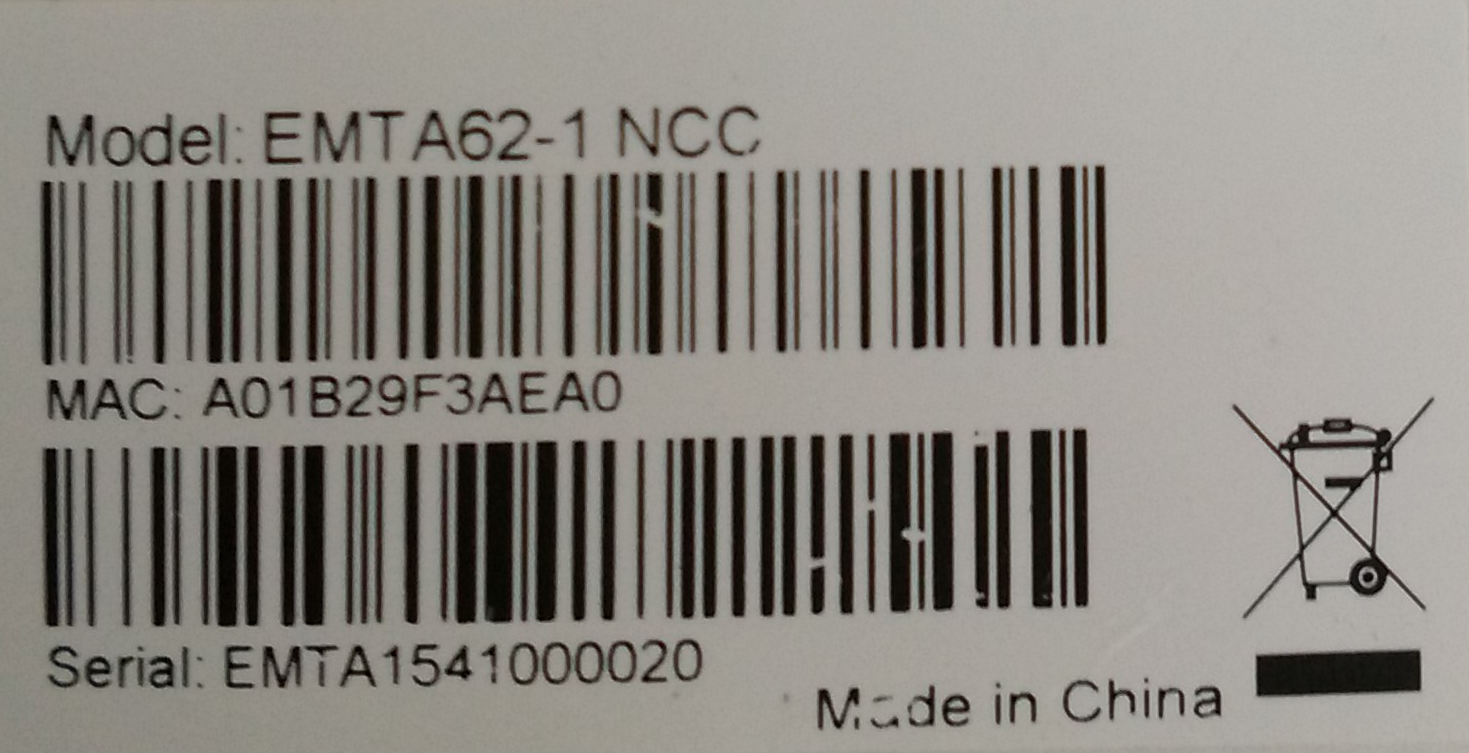 Model: EMTA62-1 NCC
MAC: A01B29F3AEA0
Serial: EMTA1541000020
Made in China